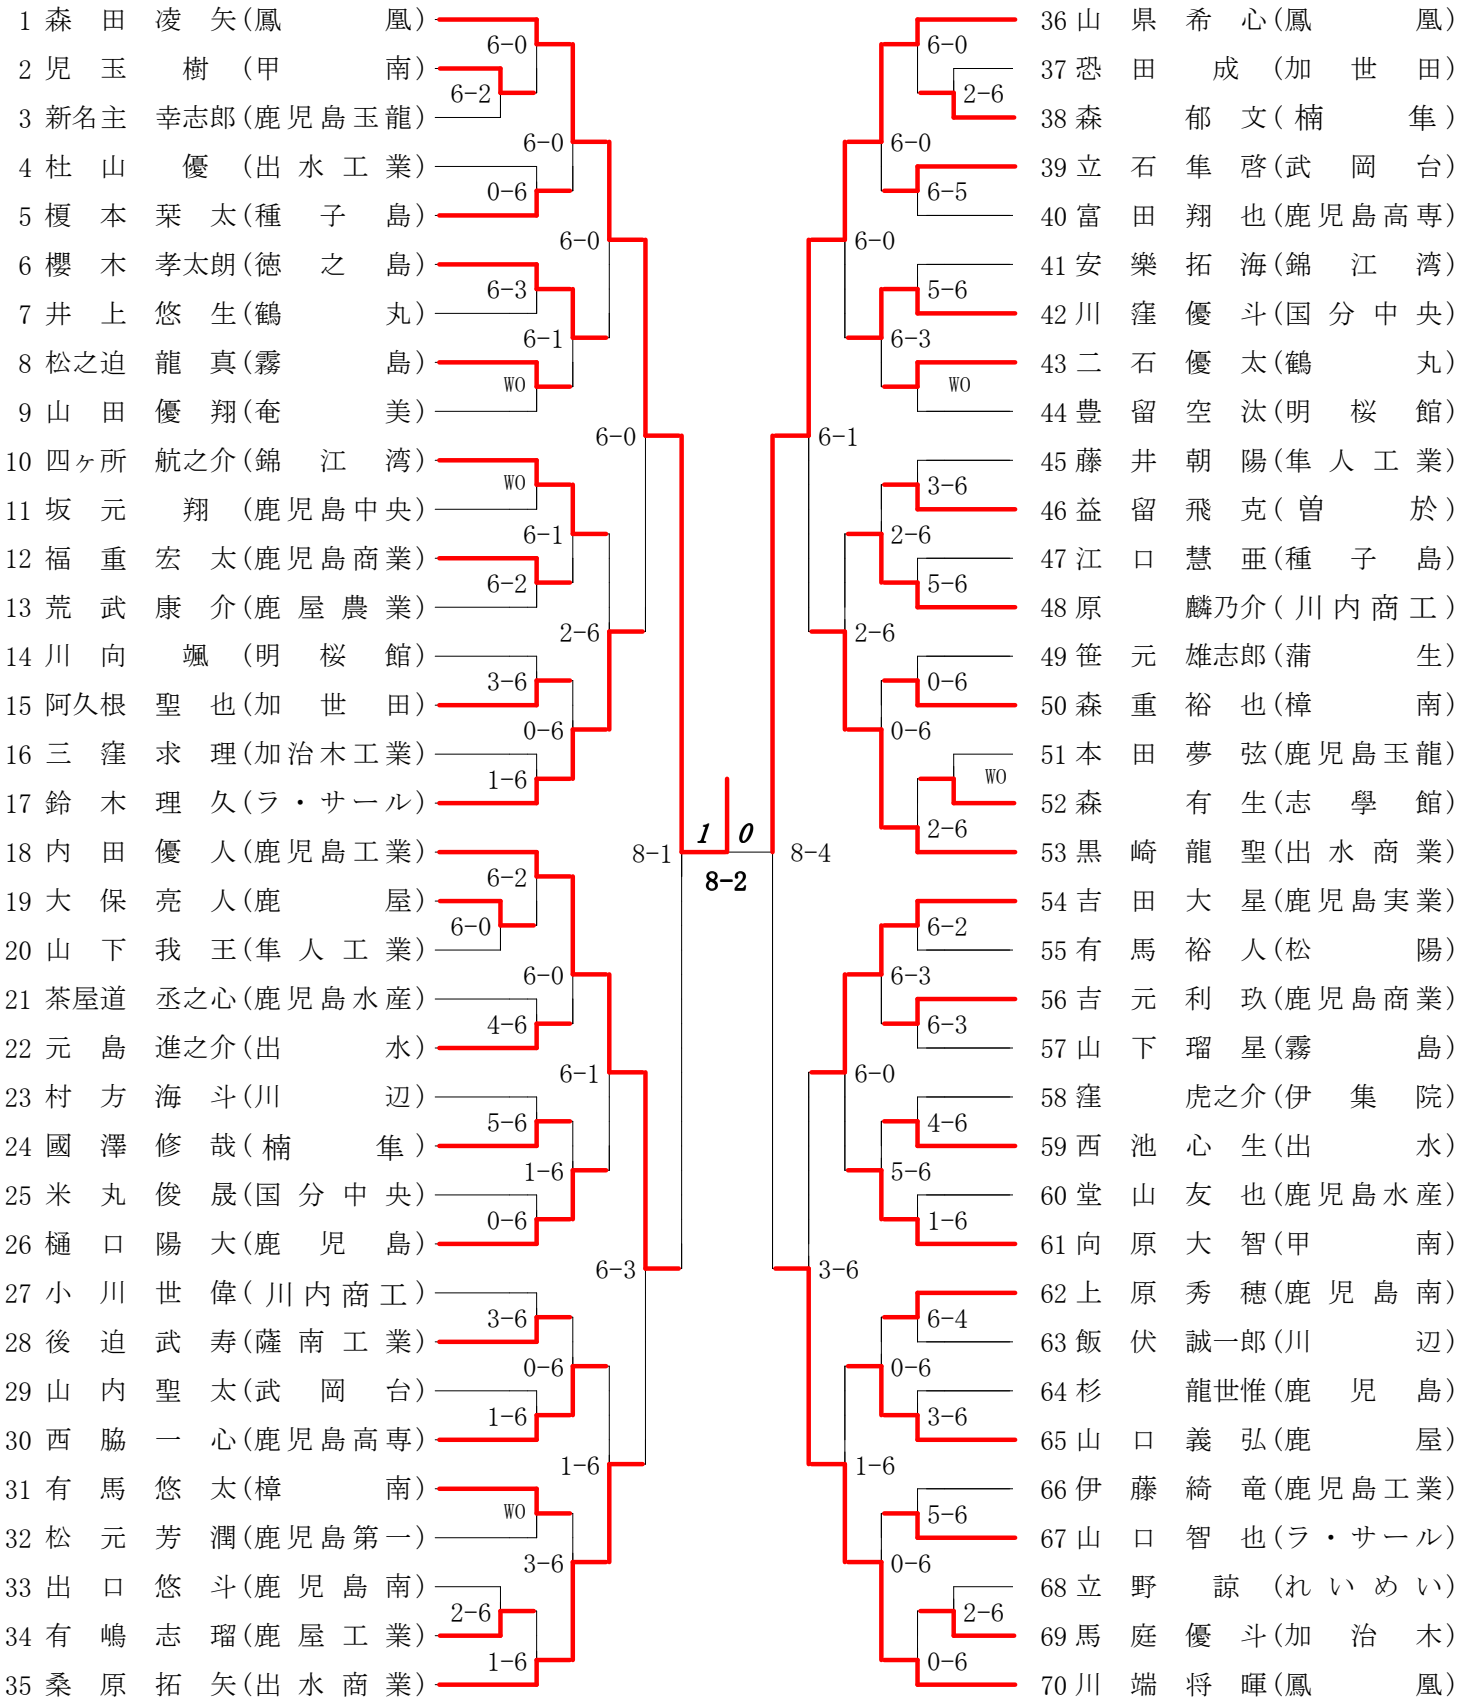 1 森田凌矢(鳳凰)
6-0
2 児玉樹(甲南)
6-2
3 新名主幸志郎(鹿児島玉龍)
6-0
4 杜山優(出水工業)
0-6
5 榎本栞太(種子島)
6-0
6 櫻木孝太朗(徳之島)
6-3
7 井上悠生(鶴丸)
6-1
8 松之迫龍真(霧島)
WO
9 山田優翔(奄美)
6-0
10 四ヶ所航之介(錦江湾)
WO
11 坂元翔(鹿児島中央)
6-1
12 福重宏太(鹿児島商業)
6-2
13 荒武康介(鹿屋農業)
2-6
14 川向颯(明桜館)
3-6
15 阿久根聖也(加世田)
0-6
16 三窪求理(加治木工業)
1-6
17 鈴木理久(ラ・サール)
8-1
18 内田優人(鹿児島工業)
6-2
19 大保亮人(鹿屋)
6-0
20 山下我王(隼人工業)
6-0
21 茶屋道丞之心(鹿児島水産)
4-6
22 元島進之介(出水)
6-1
23 村方海斗(川辺)
5-6
24 國澤修哉(楠隼)
1-6
25 米丸俊晟(国分中央)
0-6
26 樋口陽大(鹿児島)
6-3
27 小川世偉(川内商工)
3-6
28 後迫武寿(薩南工業)
0-6
29 山内聖太(武岡台)
1-6
30 西脇一心(鹿児島高専)
1-6
31 有馬悠太(樟南)
WO
32 松元芳潤(鹿児島第一)
3-6
33 出口悠斗(鹿児島南)
2-6
34 有嶋志瑠(鹿屋工業)
1-6
35 桑原拓矢(出水商業)
1 0
8-2
36 山県希心(鳳凰)
6-0
37 恐田成(加世田)
2-6
38 森郁文(楠隼)
6-0
39 立石隼啓(武岡台)
6-5
40 富田翔也(鹿児島高専)
6-0
41 安樂拓海(錦江湾)
5-6
42 川窪優斗(国分中央)
6-3
43 二石優太(鶴丸)
WO
44 豊留空汰(明桜館)
6-1
45 藤井朝陽(隼人工業)
3-6
46 益留飛克(曽於)
2-6
47 江口慧亜(種子島)
5-6
48 原麟乃介(川内商工)
2-6
49 笹元雄志郎(蒲生)
0-6
50 森重裕也(樟南)
0-6
51 本田夢弦(鹿児島玉龍)
WO
52 森有生(志學館)
2-6
53 黒崎龍聖(出水商業)
8-4
54 吉田大星(鹿児島実業)
6-2
55 有馬裕人(松陽)
6-3
56 吉元利玖(鹿児島商業)
6-3
57 山下瑠星(霧島)
6-0
58 窪虎之介(伊集院)
4-6
59 西池心生(出水)
5-6
60 堂山友也(鹿児島水産)
1-6
61 向原大智(甲南)
3-6
62 上原秀穂(鹿児島南)
6-4
63 飯伏誠一郎(川辺)
0-6
64 杉龍世惟(鹿児島)
3-6
65 山口義弘(鹿屋)
1-6
66 伊藤綺竜(鹿児島工業)
5-6
67 山口智也(ラ・サール)
0-6
68 立野諒(れいめい)
2-6
69 馬庭優斗(加治木)
0-6
70 川端将暉(鳳凰)